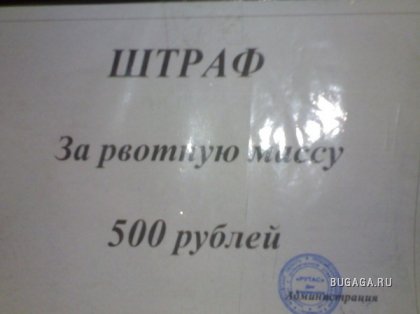 ШТРАФ
За рвотную массу
500 рублей
BUGAGA.RU
Администрация